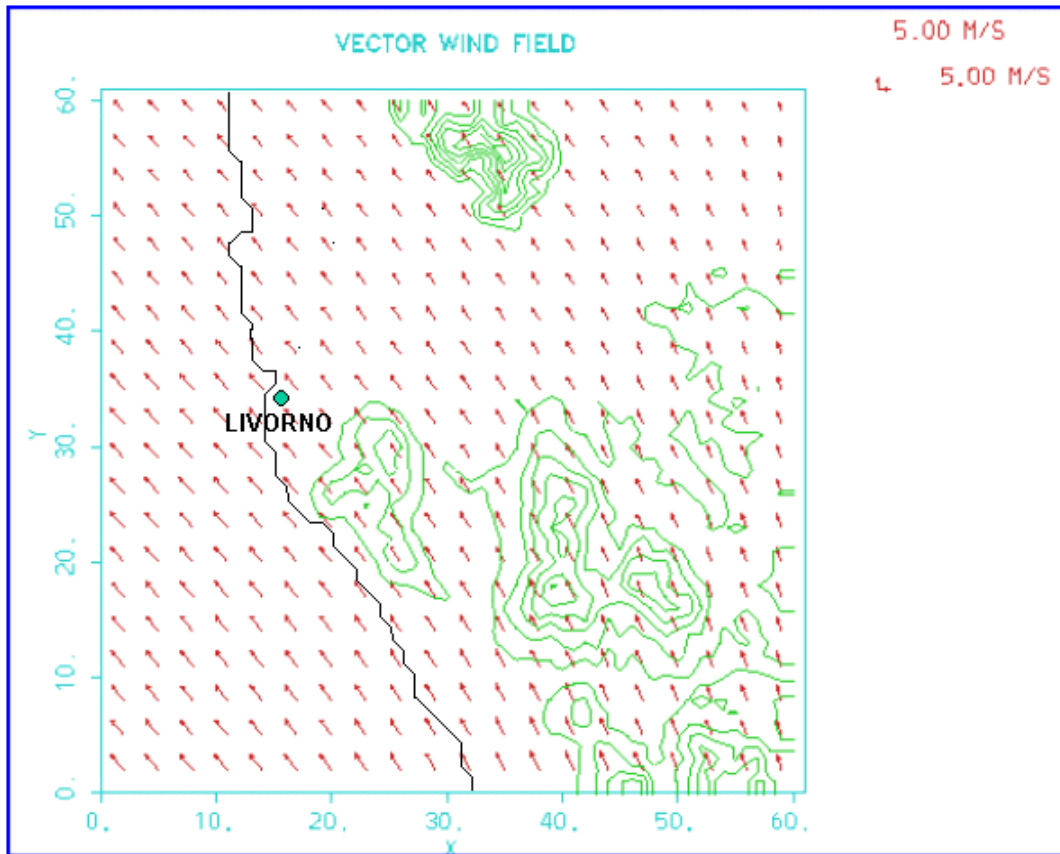 VECTOR WIND FIELD
5.00 M/S
5.00 M/S
60.
50.
40.
Y
LIVORNO
30.
20.
10.
0.
0. 10. 20. 30. 40. 50. 60.
X